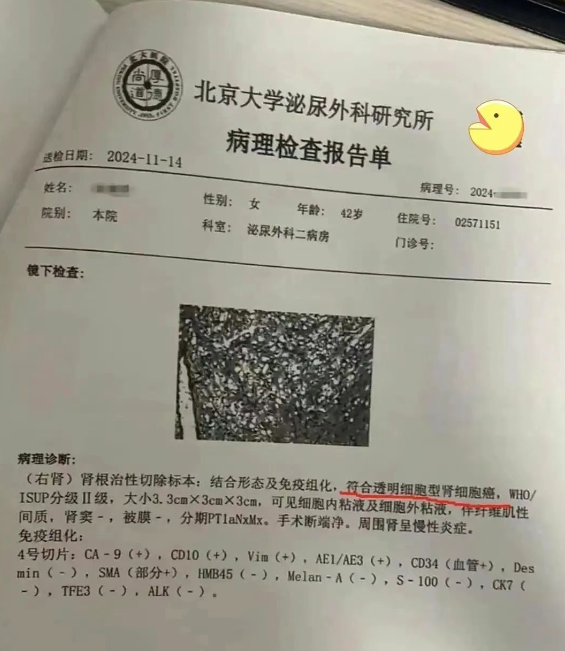 北京大学泌尿外科研究所
病理检查报告单
送检日期: 2024-11-14
病理号: 2024-
姓名:
性别: 女 年龄: 42岁 住院号: 02571151
院别: 本院
科室: 泌尿外科二病房 门诊号:
镜下检查:
病理诊断:
(右肾)肾根治性切除标本: 结合形态及免疫组化, 符合透明细胞型肾细胞癌, WHO/
ISUP分级Ⅱ级, 大小3.3cm×3cm×3cm, 可见细胞内粘液及细胞外粘液, 伴纤维肌性
间质, 肾窦-, 被膜-, 分期PT1aNxMx。手术断端净。周围肾呈慢性炎症。
免疫组化:
4号切片: CA-9(+), CD10(+), Vim(+), AE1/AE3(+), CD34(血管+), Des
min(-), SMA(部分+), HMB45(-), Melan-A(-), S-100(-), CK7(
-), TFE3(-), ALK(-)。